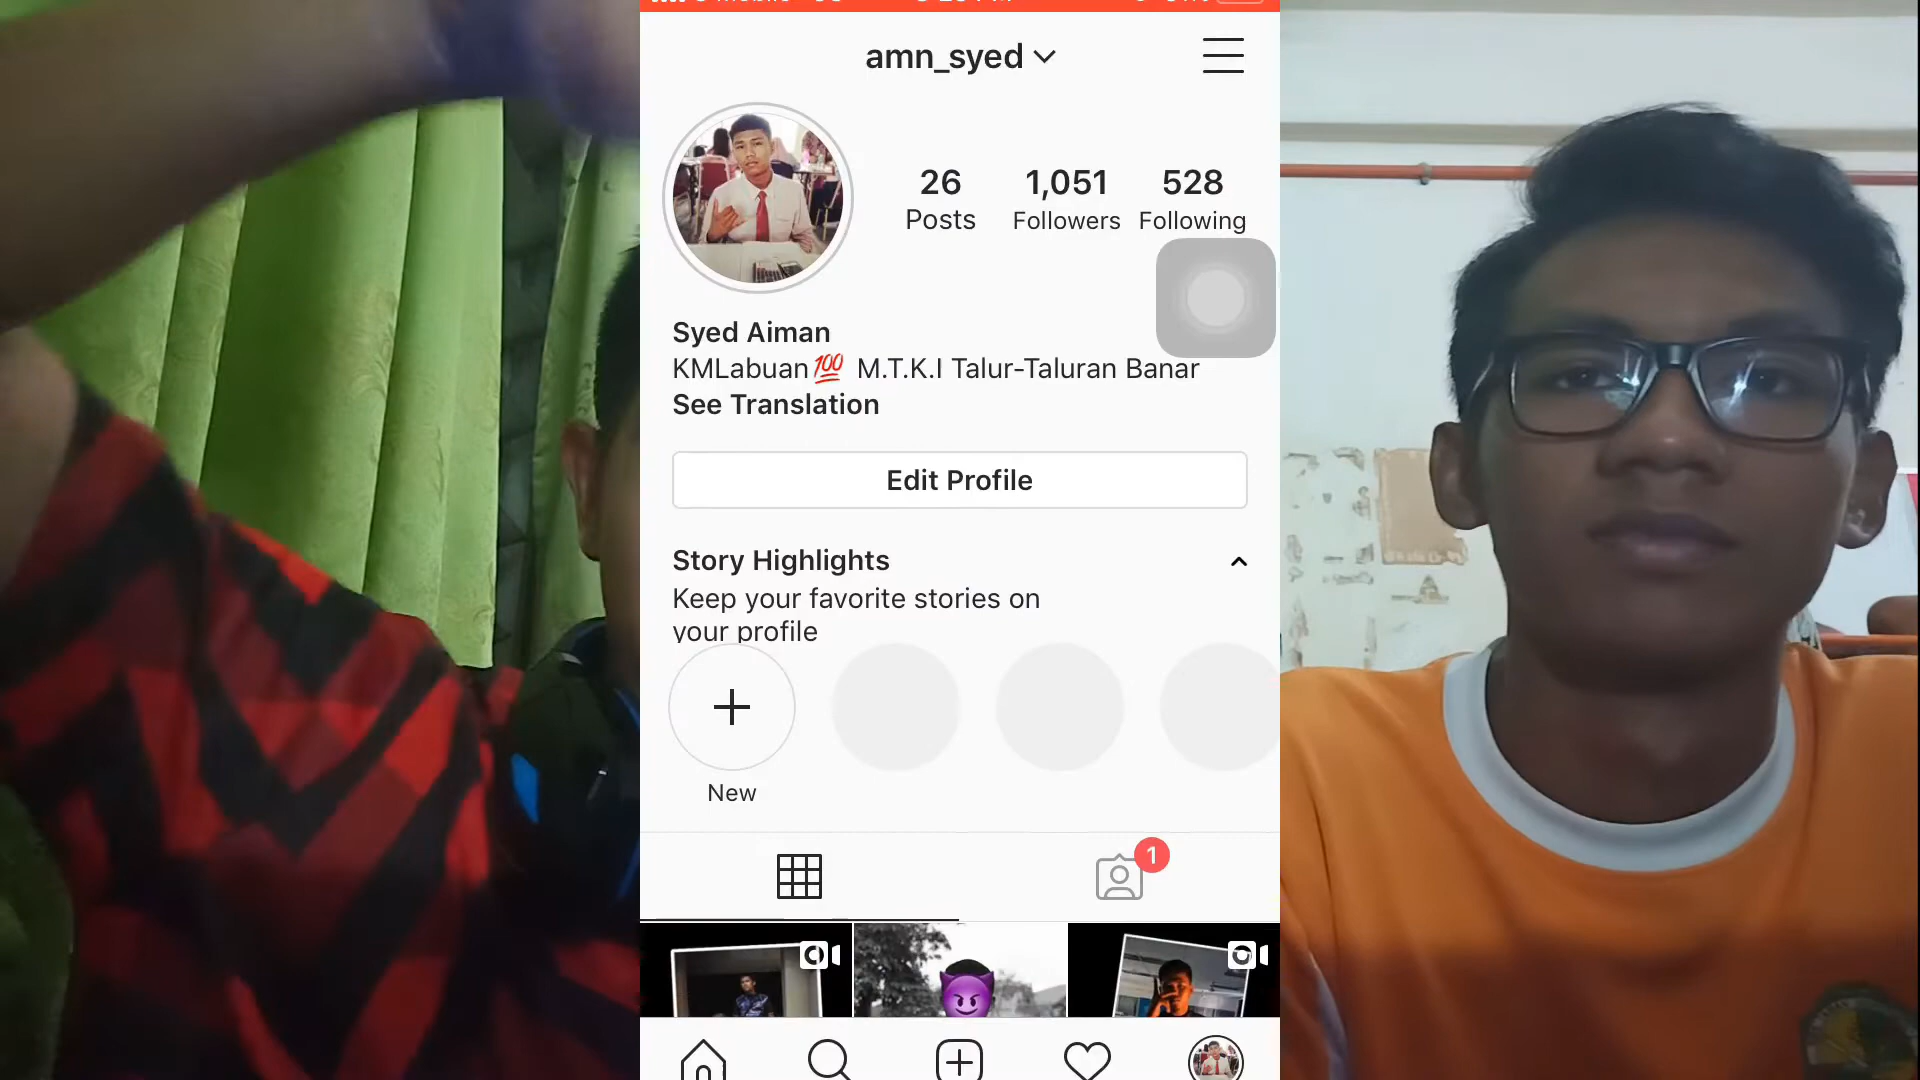 amn_syed
26 1,051 528
Posts Followers Following
Syed Aiman
KMLabuan💯 M.T.K.I Talur-Taluran Banar
See Translation
Edit Profile
Story Highlights
Keep your favorite stories on
your profile
New
1